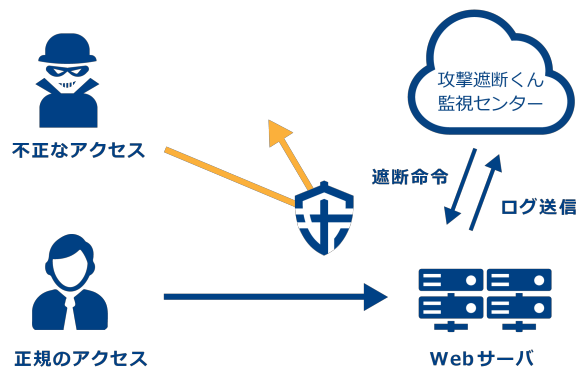 攻撃遮断くん
監視センター
不正なアクセス
遮断命令
ログ送信
正規のアクセス
Webサーバ